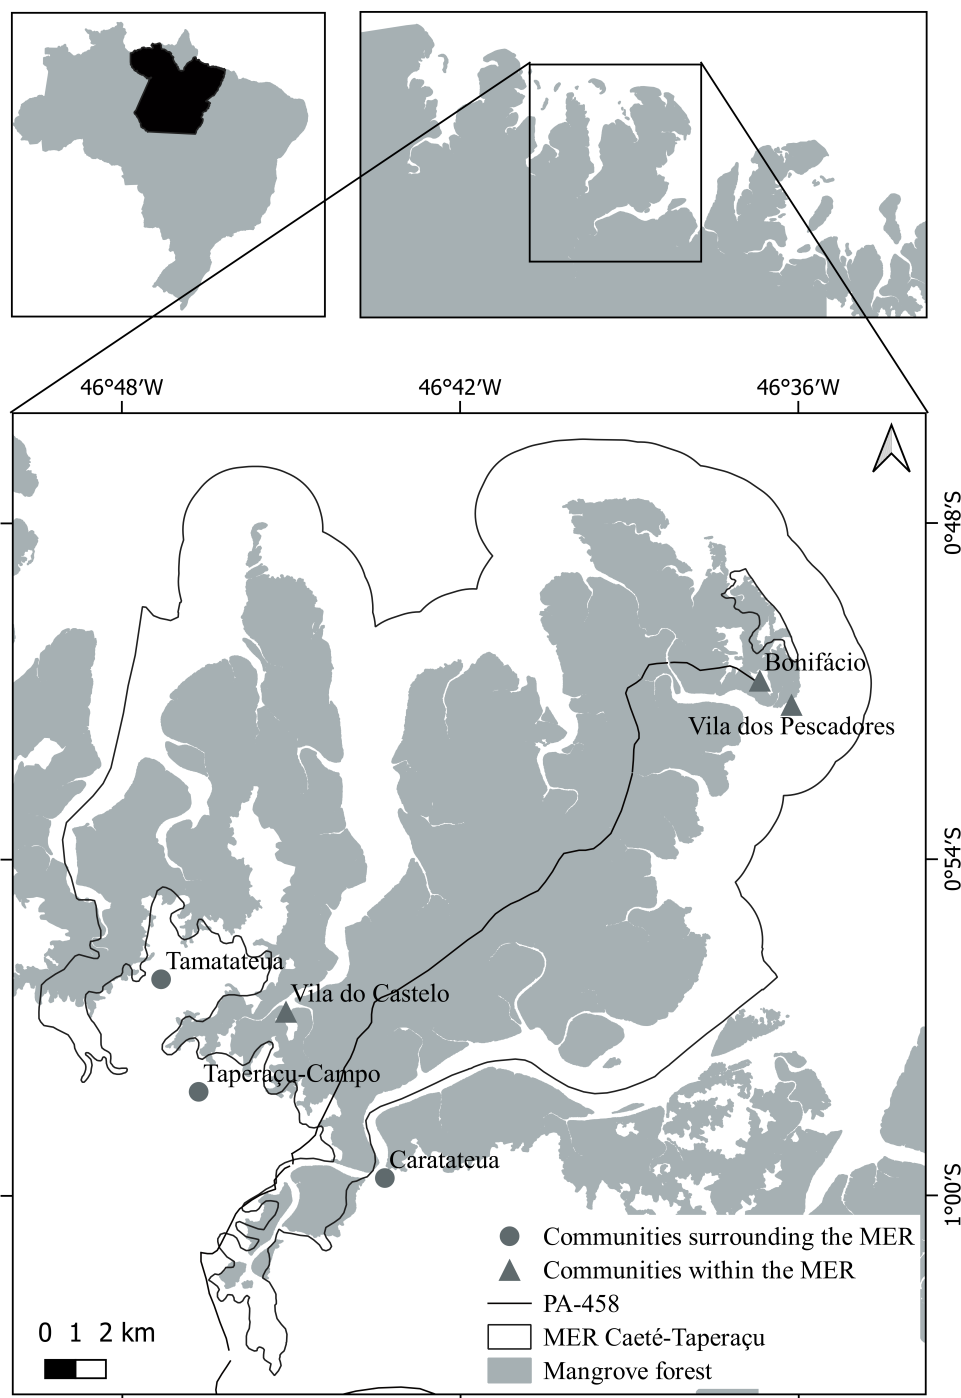 46°48′W
46°42′W
46°36′W
0°48′S
Bonifácio
Vila dos Pescadores
0°54′S
Tamatateua
Vila do Castelo
Taperaçu-Campo
Caratateua
1°00′S
Communities surrounding the MER
Communities within the MER
PA-458
MER Caeté-Taperaçu
Mangrove forest
0 1 2 km